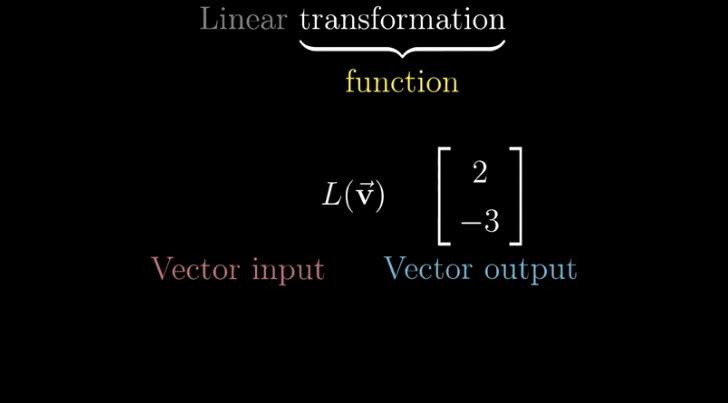 Linear transformation
function
L(v⃗) [ 2 -3 ]
Vector input Vector output